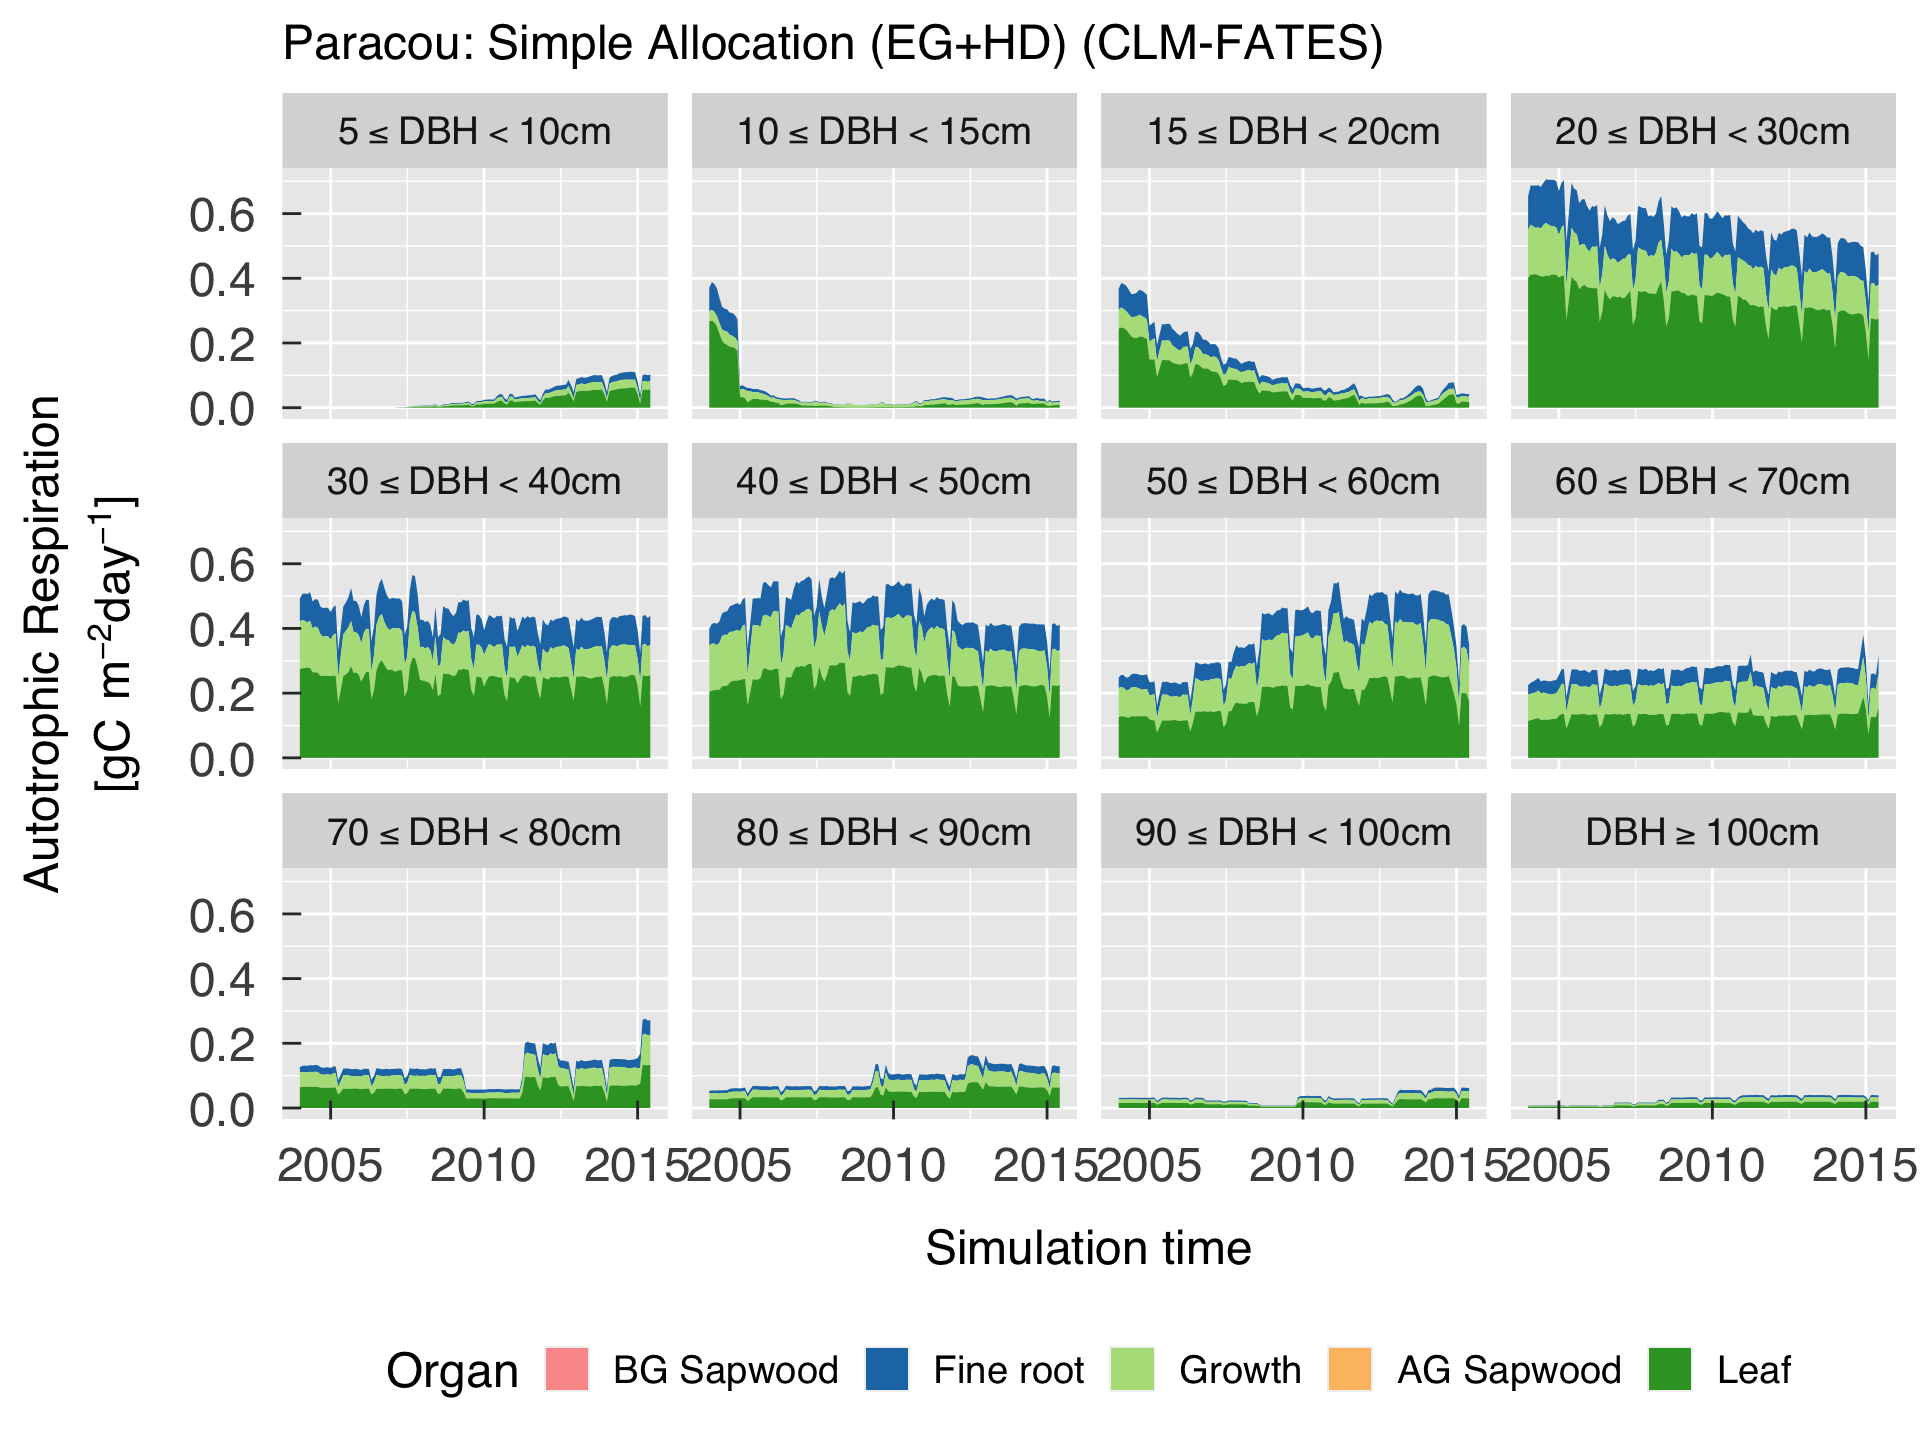 Paracou: Simple Allocation (EG+HD) (CLM-FATES)
5 ≤ DBH < 10cm
10 ≤ DBH < 15cm
15 ≤ DBH < 20cm
20 ≤ DBH < 30cm
0.6
0.4
0.2
0.0
30 ≤ DBH < 40cm
40 ≤ DBH < 50cm
50 ≤ DBH < 60cm
60 ≤ DBH < 70cm
0.6
0.4
0.2
0.0
70 ≤ DBH < 80cm
80 ≤ DBH < 90cm
90 ≤ DBH < 100cm
DBH ≥ 100cm
0.6
0.4
0.2
0.0
2005 2010 2015
2005 2010 2015
2005 2010 2015
2005 2010 2015
Autotrophic Respiration
[gC m⁻²day⁻¹]
Simulation time
Organ BG Sapwood Fine root Growth AG Sapwood Leaf